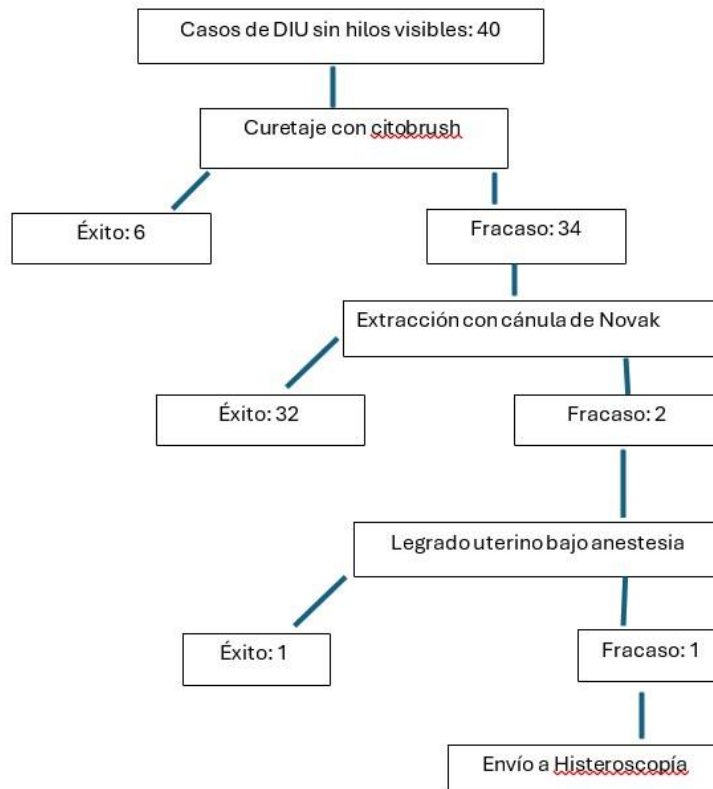 Casos de DIU sin hilos visibles: 40
Curetaje con citobrush
Éxito: 6
Fracaso: 34
Extracción con cánula de Novak
Éxito: 32
Fracaso: 2
Legrado uterino bajo anestesia
Éxito: 1
Fracaso: 1
Envío a Histeroscopía